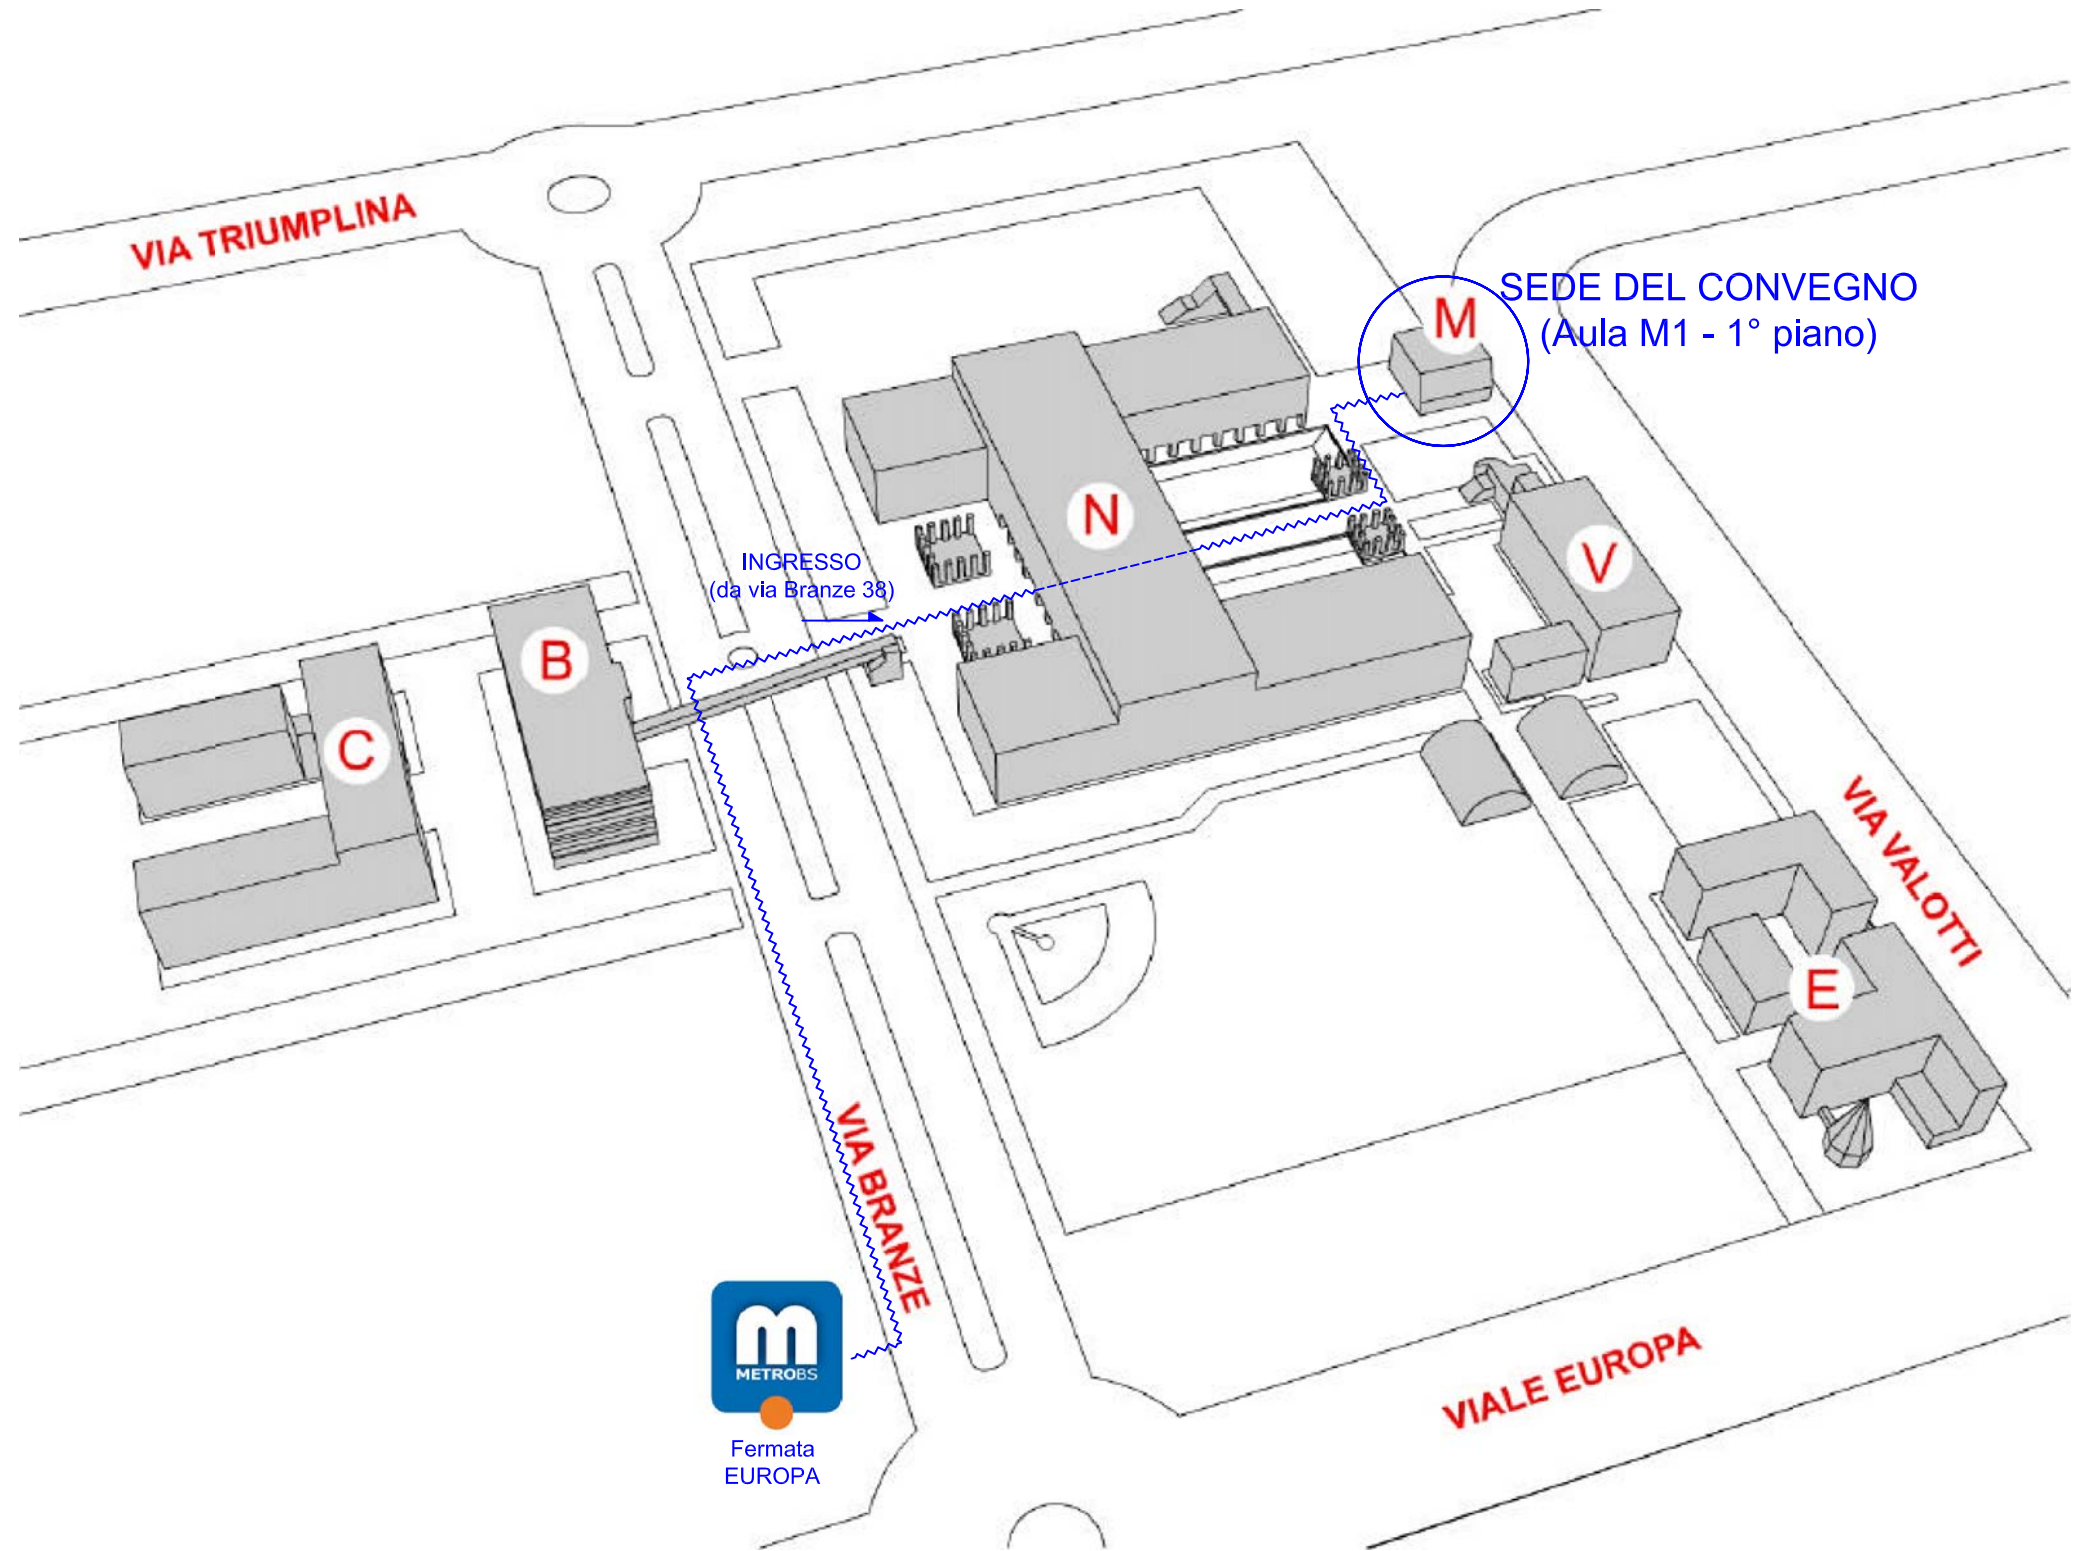 VIA TRIUMPLINA
SEDE DEL CONVEGNO
(Aula M1 - 1° piano)
M
N
V
INGRESSO
(da via Branze 38)
B
C
VIA VALOTTI
E
VIA BRANZE
m
METROBS
Fermata
EUROPA
VIALE EUROPA